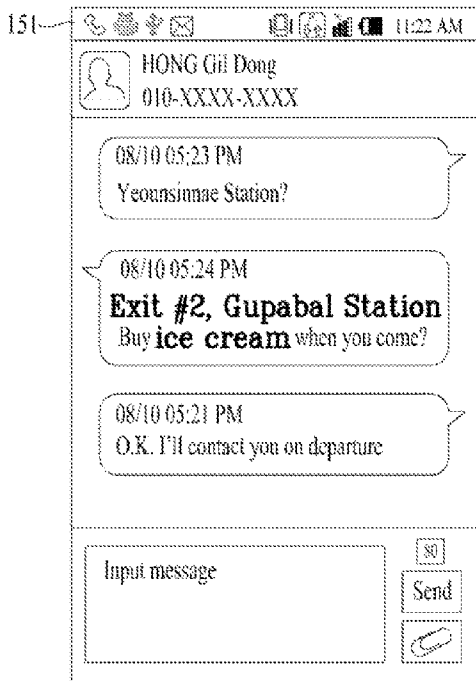 151
11:22 AM
HONG Gil Dong
010-XXXX-XXXX
08/10 05:23 PM
Yeounsinnae Station?
08/10 05:24 PM
Exit #2, Gupabal Station
Buy ice cream when you come?
08/10 05:21 PM
O.K. I'll contact you on departure
Input message
80
Send